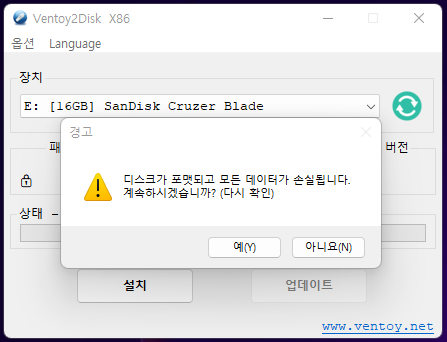 Ventoy2Disk X86
옵션 Language
장치
E: [16GB] SanDisk Cruzer Blade
경고
패
버전
디스크가 포맷되고 모든 데이터가 손실됩니다.
계속하시겠습니까? (다시 확인)
예(Y) 아니요(N)
상태 –
설치 업데이트
www.ventoy.net